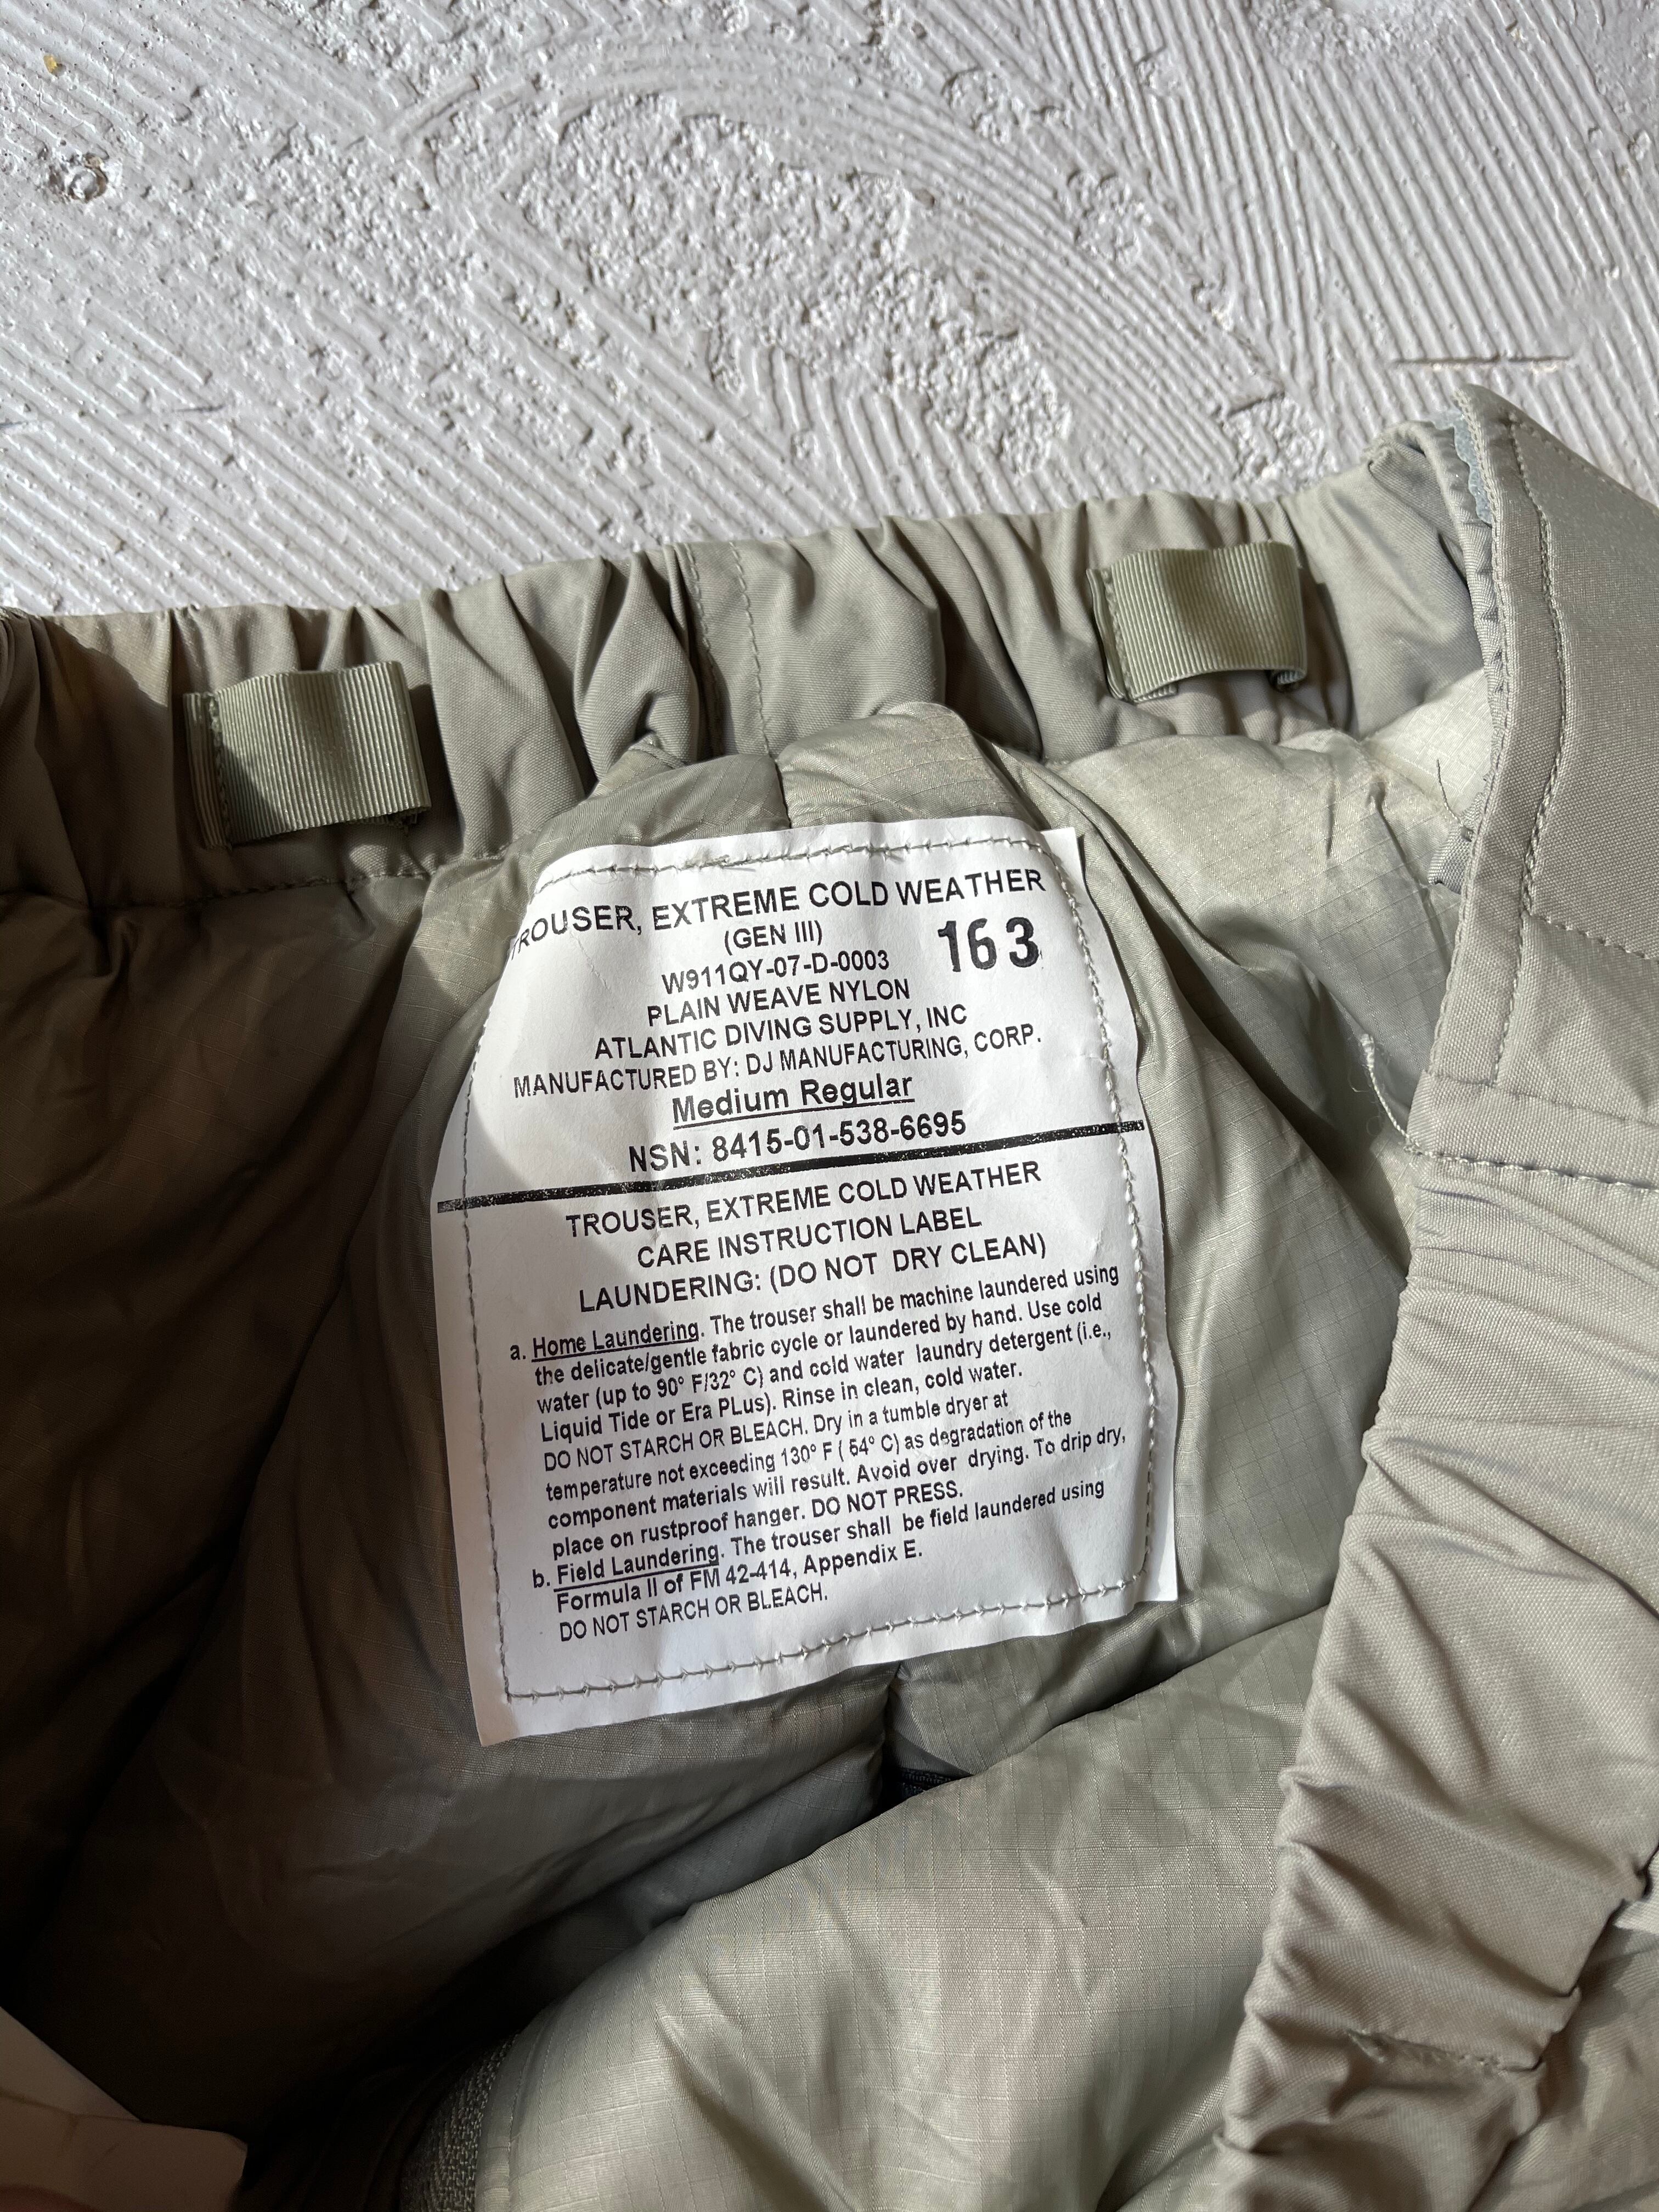 TROUSER, EXTREME COLD WEATHER
(GEN III)
163
W911QY-07-D-0003
PLAIN WEAVE NYLON
ATLANTIC DIVING SUPPLY, INC
MANUFACTURED BY: DJ MANUFACTURING, CORP.
Medium Regular
NSN: 8415-01-538-6695
TROUSER, EXTREME COLD WEATHER
CARE INSTRUCTION LABEL
LAUNDERING: (DO NOT DRY CLEAN)
a. Home Laundering. The trouser shall be machine laundered using
the delicate/gentle fabric cycle or laundered by hand. Use cold
water (up to 90° F/32° C) and cold water laundry detergent (i.e.,
Liquid Tide or Era PLus). Rinse in clean, cold water.
DO NOT STARCH OR BLEACH. Dry in a tumble dryer at
temperature not exceeding 130° F ( 54° C) as degradation of the
component materials will result. Avoid over drying. To drip dry,
place on rustproof hanger. DO NOT PRESS.
b. Field Laundering. The trouser shall be field laundered using
Formula II of FM 42-414, Appendix E.
DO NOT STARCH OR BLEACH.